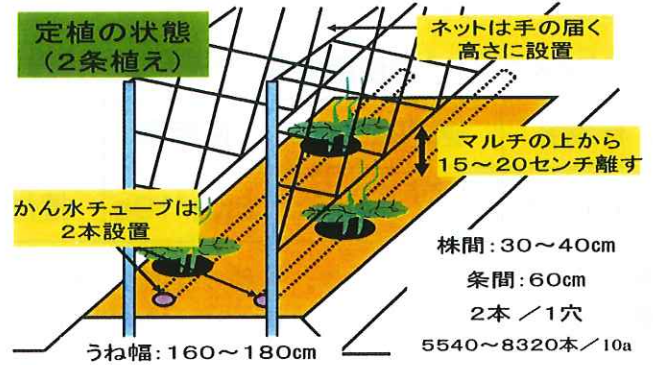 定植の状態
(2条植え)
ネットは手の届く
高さに設置
マルチの上から
15～20センチ離す
かん水チューブは
2本設置
株間:30～40cm
条間:60cm
2本／1穴
5540～8320本／10a
うね幅:160～180cm